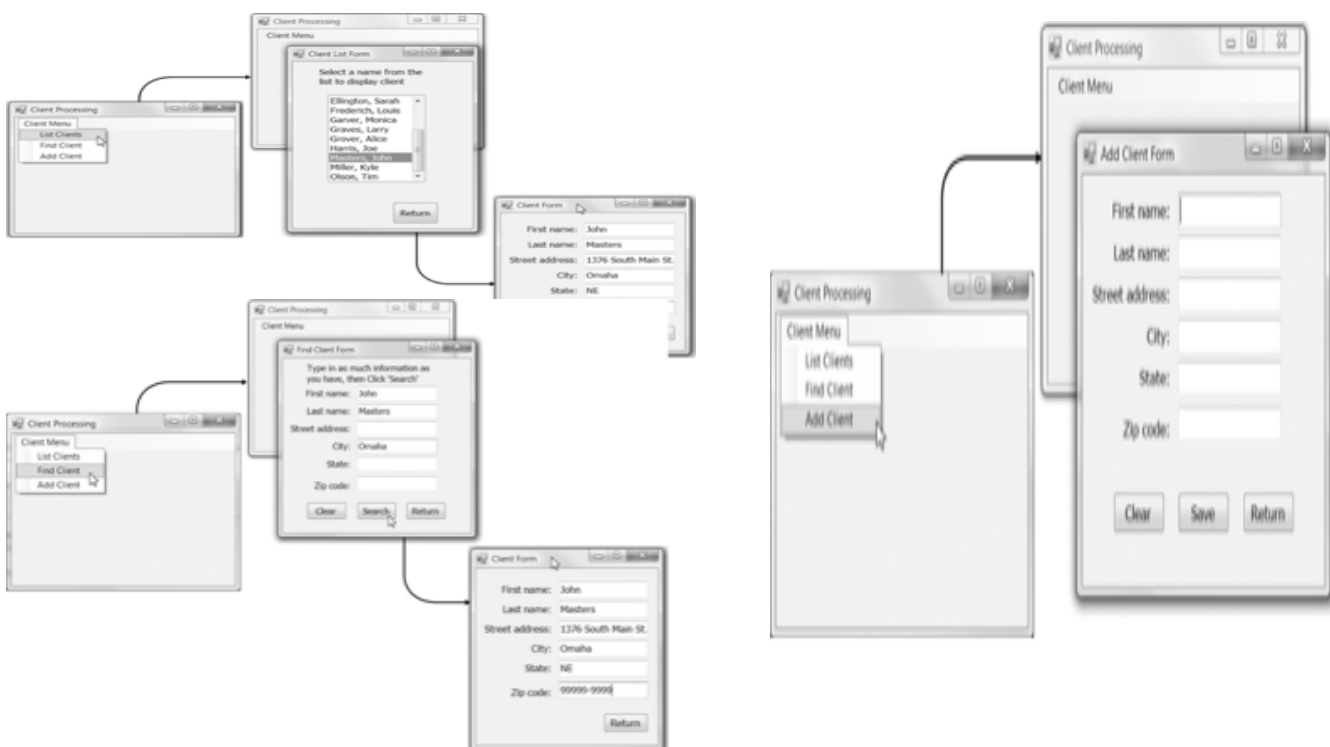 Client Processing
Client Menu
List Clients
Find Client
Add Client
Client Processing
Client Menu
Client List Form
Select a name from the
list to display client
Ellington, Sarah
Frederich, Louis
Garver, Monica
Graves, Larry
Grover, Alice
Harris, Joe
Masters, John
Miller, Kyle
Olson, Tim
Return
Client Form
First name: John
Last name: Masters
Street address: 1376 South Main St.
City: Omaha
State: NE
Client Processing
Client Menu
List Clients
Find Client
Add Client
Client Processing
Client Menu
Find Client Form
Type in as much information as
you have, then Click 'Search'
First name: John
Last name: Masters
Street address:
City: Omaha
State:
Zip code:
Clear Search Return
Client Form
First name: John
Last name: Masters
Street address: 1376 South Main St.
City: Omaha
State: NE
Zip code: 99999-9999
Return
Client Processing
Client Menu
List Clients
Find Client
Add Client
Client Processing
Client Menu
Add Client Form
First name:
Last name:
Street address:
City:
State:
Zip code:
Clear Save Return